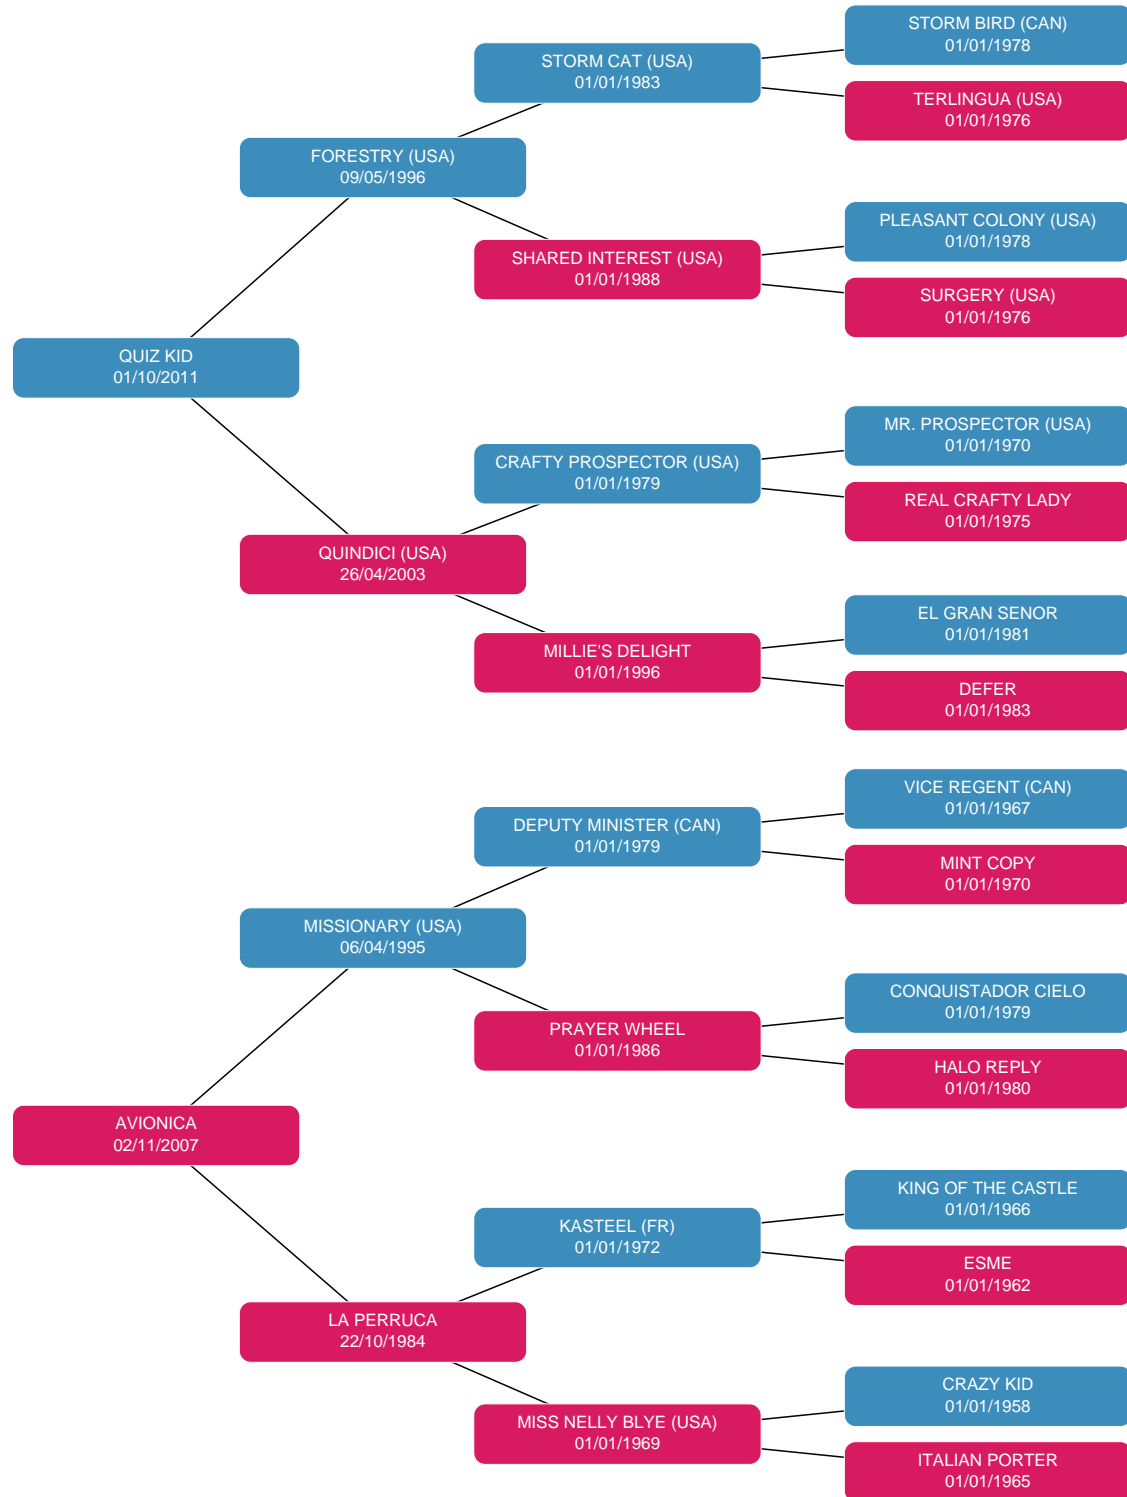 STORM BIRD (CAN)
01/01/1978
STORM CAT (USA)
01/01/1983
TERLINGUA (USA)
01/01/1976
FORESTRY (USA)
09/05/1996
PLEASANT COLONY (USA)
01/01/1978
SHARED INTEREST (USA)
01/01/1988
SURGERY (USA)
01/01/1976
QUIZ KID
01/10/2011
MR. PROSPECTOR (USA)
01/01/1970
CRAFTY PROSPECTOR (USA)
01/01/1979
REAL CRAFTY LADY
01/01/1975
QUINDICI (USA)
26/04/2003
EL GRAN SENOR
01/01/1981
MILLIE'S DELIGHT
01/01/1996
DEFER
01/01/1983
VICE REGENT (CAN)
01/01/1967
DEPUTY MINISTER (CAN)
01/01/1979
MINT COPY
01/01/1970
MISSIONARY (USA)
06/04/1995
CONQUISTADOR CIELO
01/01/1979
PRAYER WHEEL
01/01/1986
HALO REPLY
01/01/1980
AVIONICA
02/11/2007
KING OF THE CASTLE
01/01/1966
KASTEEL (FR)
01/01/1972
ESME
01/01/1962
LA PERRUCA
22/10/1984
CRAZY KID
01/01/1958
MISS NELLY BLYE (USA)
01/01/1969
ITALIAN PORTER
01/01/1965